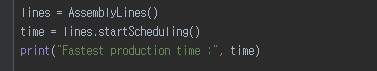 lines = AssemblyLines()
time = lines.startScheduling()
print("Fastest production time :", time)